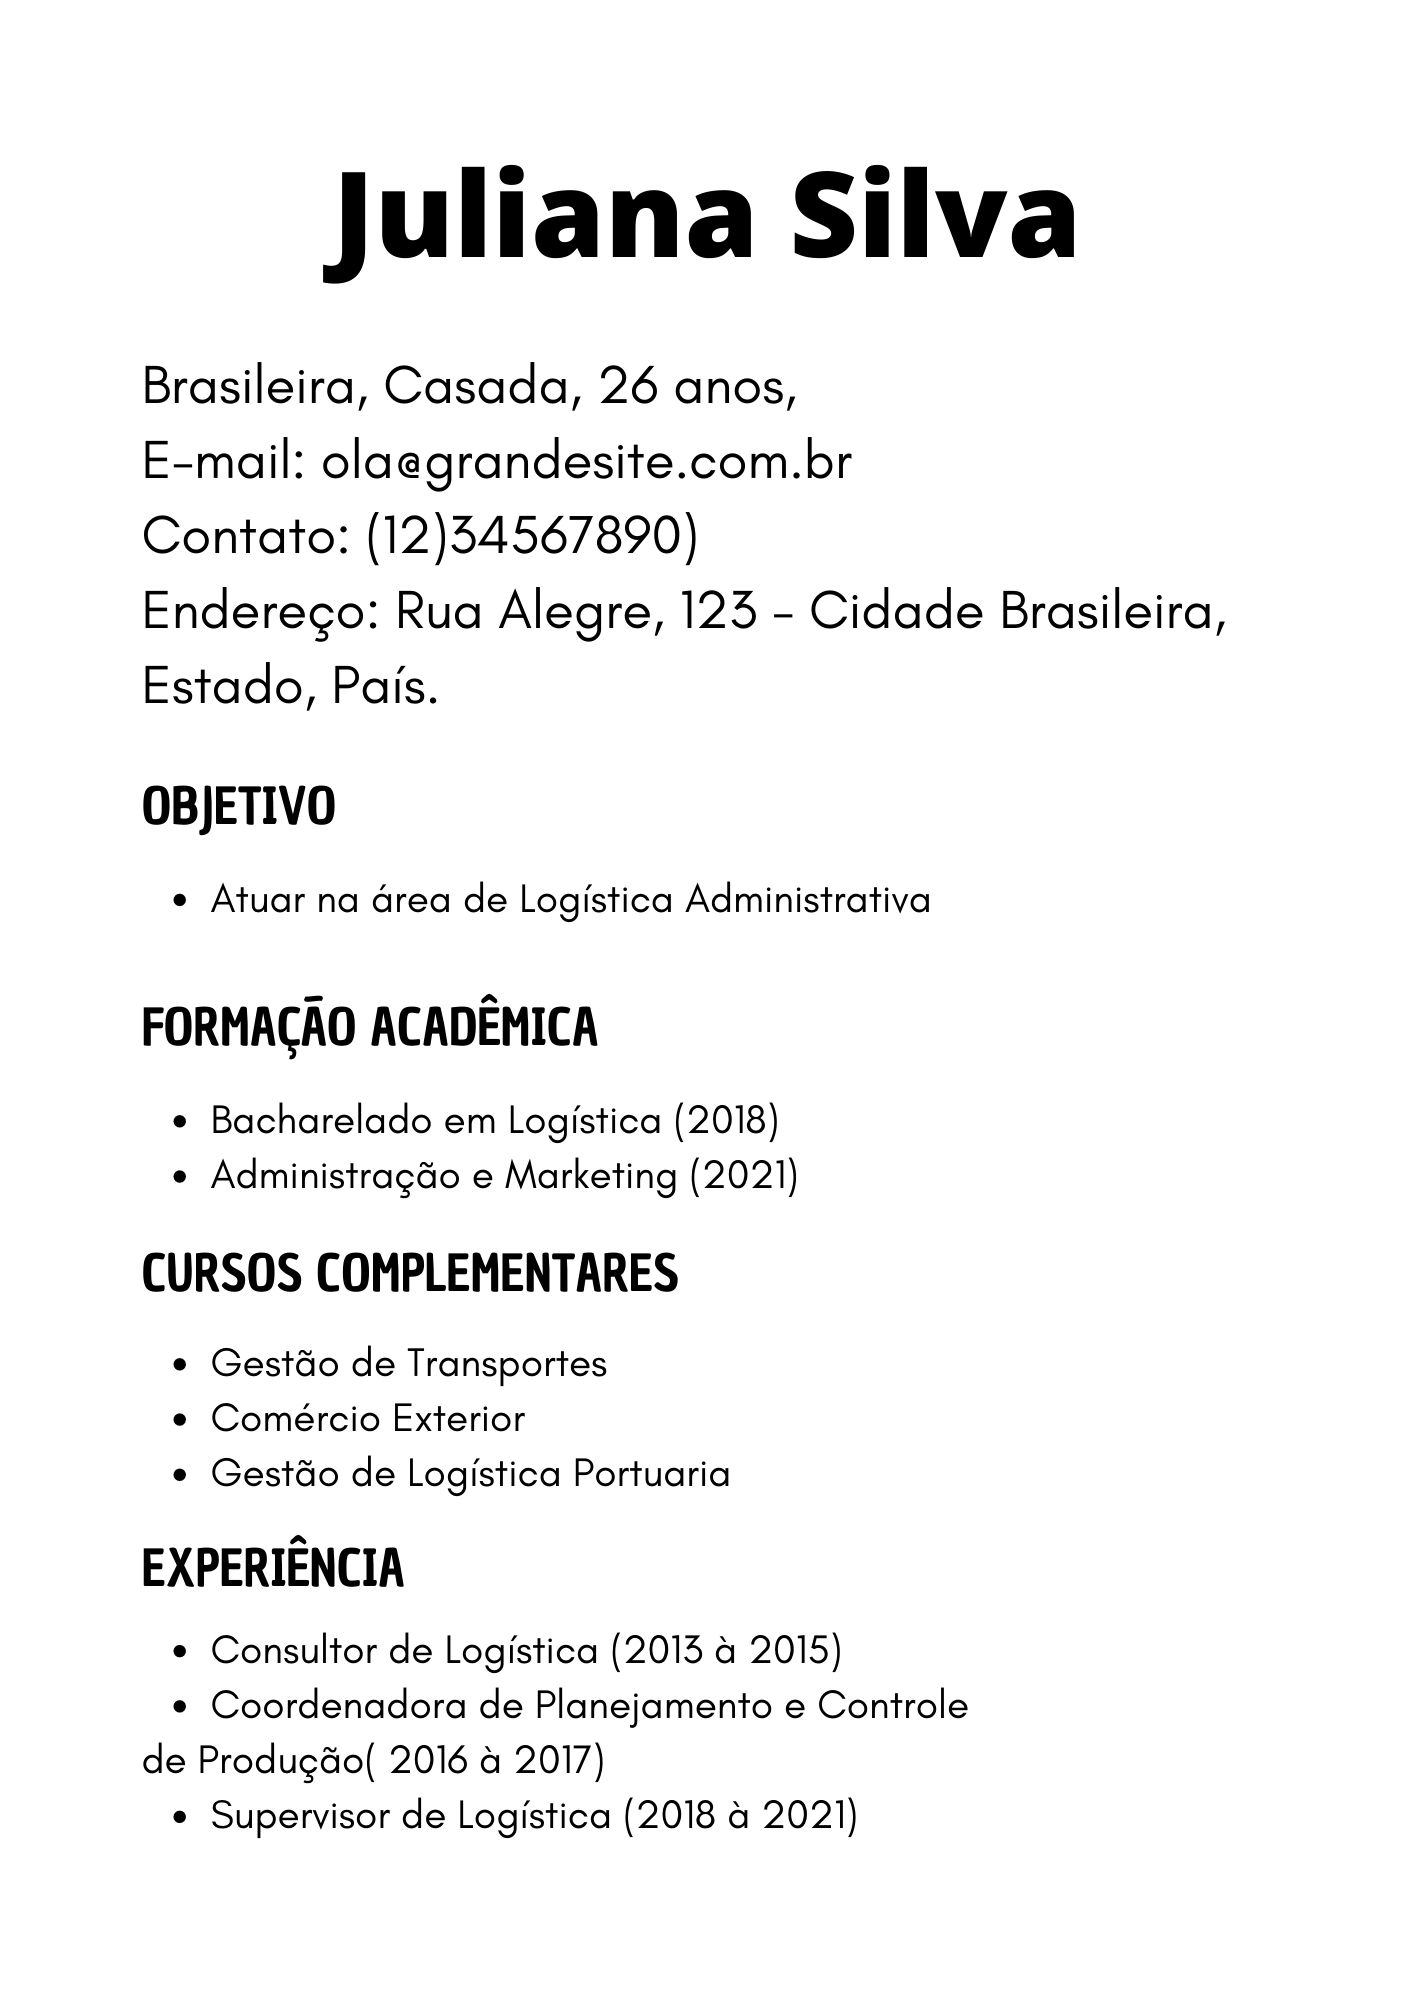 Juliana Silva
Brasileira, Casada, 26 anos,
E-mail: ola@grandesite.com.br
Contato: (12)34567890)
Endereço: Rua Alegre, 123 - Cidade Brasileira,
Estado, País.
OBJETIVO
• Atuar na área de Logística Administrativa
FORMAÇÃO ACADÊMICA
• Bacharelado em Logística (2018)
• Administração e Marketing (2021)
CURSOS COMPLEMENTARES
• Gestão de Transportes
• Comércio Exterior
• Gestão de Logística Portuaria
EXPERIÊNCIA
• Consultor de Logística (2013 à 2015)
• Coordenadora de Planejamento e Controle
de Produção( 2016 à 2017)
• Supervisor de Logística (2018 à 2021)